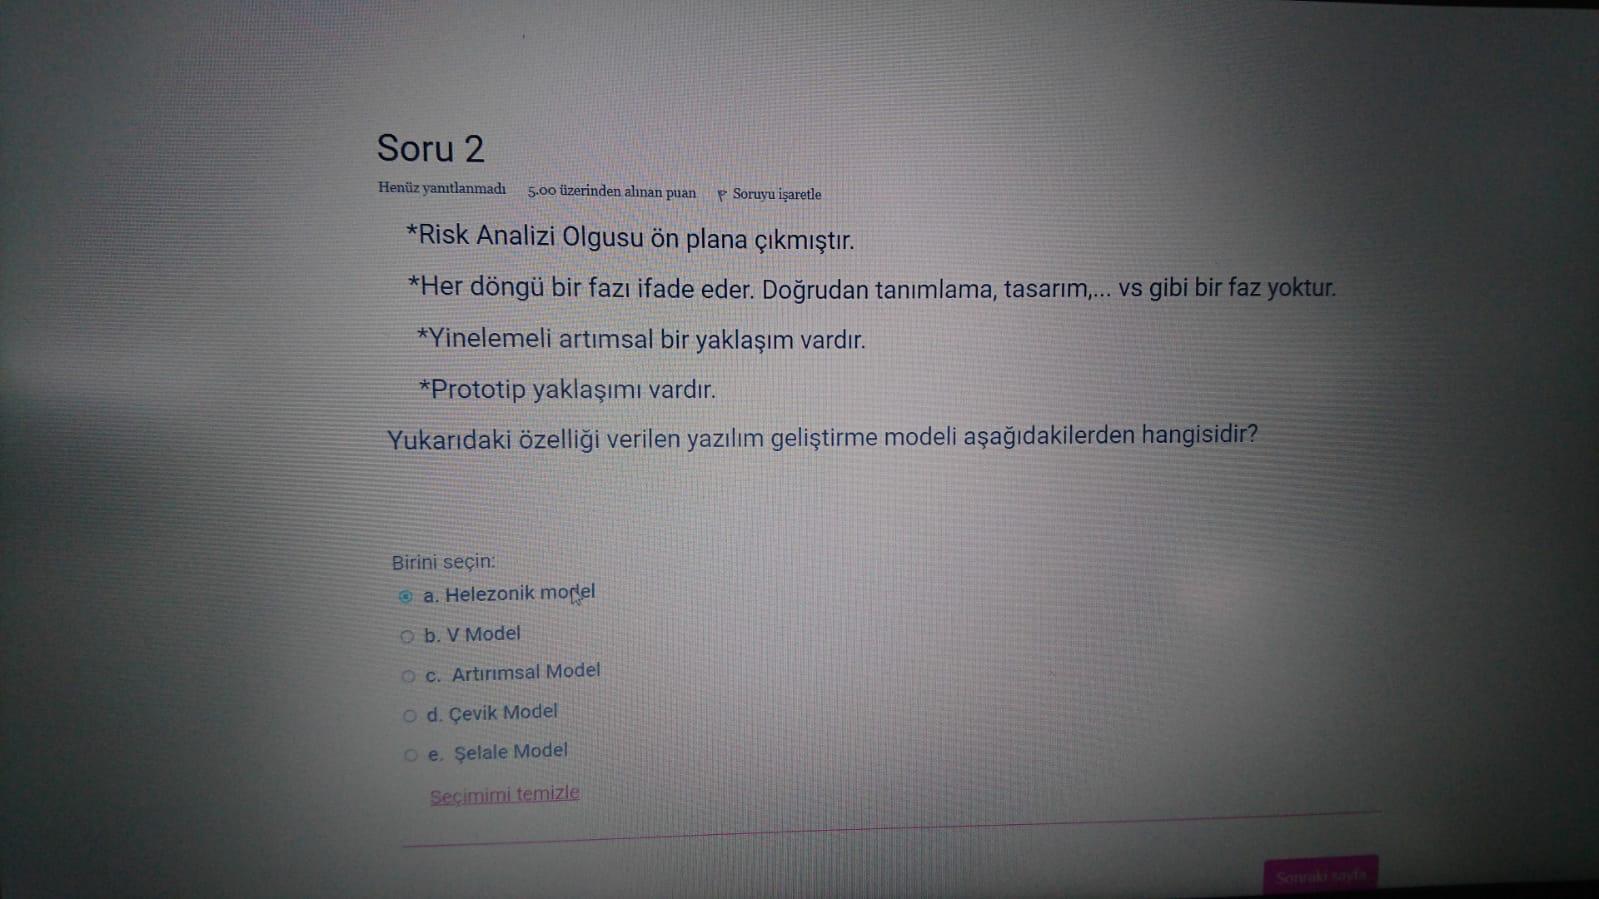 Soru 2
Henüz yanıtlanmadı 5.00 üzerinden alınan puan Soruyu işaretle
*Risk Analizi Olgusu ön plana çıkmıştır.
*Her döngü bir fazı ifade eder. Doğrudan tanımlama, tasarım,... vs gibi bir faz yoktur.
*Yinelemeli artımsal bir yaklaşım vardır.
*Prototip yaklaşımı vardır.
Yukarıdaki özelliği verilen yazılım geliştirme modeli aşağıdakilerden hangisidir?
Birini seçin:
a. Helezonik model
b. V Model
c. Artırımsal Model
d. Çevik Model
e. Şelale Model
Seçimimi temizle
Sonraki sayfa